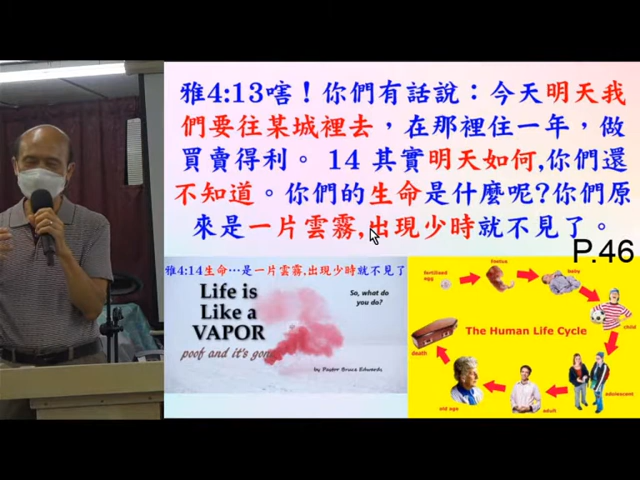 雅4:13嗐！你們有話說：今天明天我
們要往某城裡去，在那裡住一年，做
買賣得利。 14 其實明天如何,你們還
不知道。你們的生命是什麼呢?你們原
來是一片雲霧,出現少時就不見了。
P.46
雅4:14生命…是一片雲霧,出現少時就不見了
Life is
Like a
VAPOR
poof and it's gone
So, what do
you do?
by Pastor Bruce Edwards
fertilized
egg
foetus
baby
child
The Human Life Cycle
death
adolescent
adult
old age